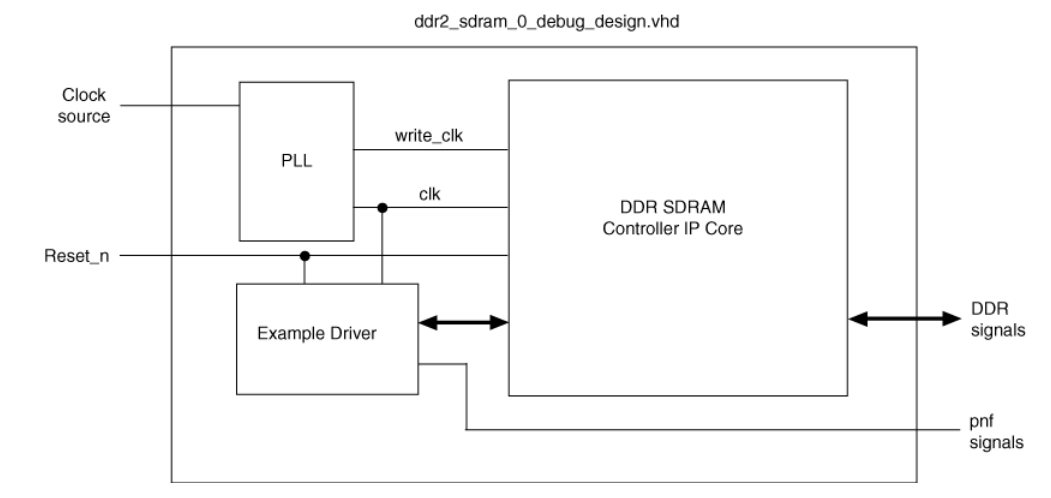 ddr2_sdram_0_debug_design.vhd
Clock
source
write_clk
PLL
clk
DDR SDRAM
Controller IP Core
Reset_n
Example Driver
DDR
signals
pnf
signals